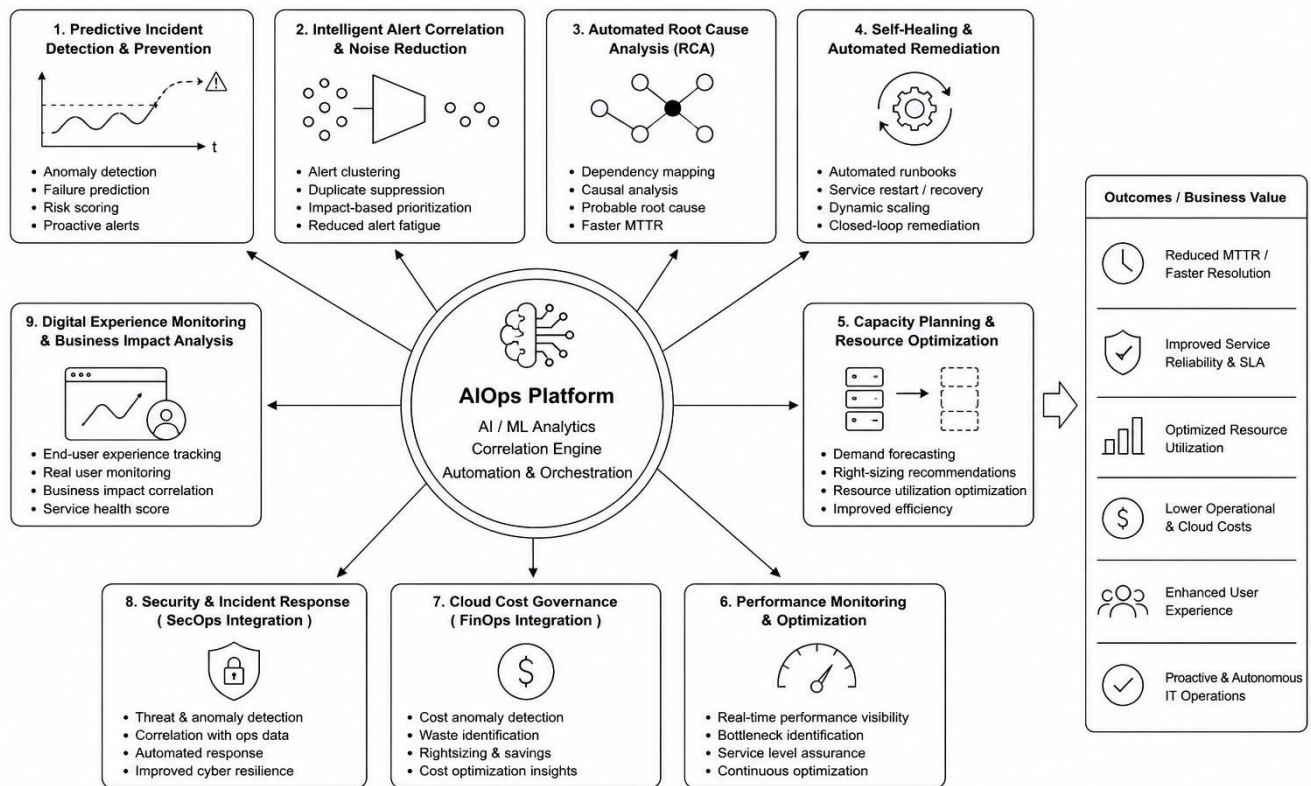 1. Predictive Incident
Detection & Prevention
t
• Anomaly detection
• Failure prediction
• Risk scoring
• Proactive alerts
2. Intelligent Alert Correlation
& Noise Reduction
• Alert clustering
• Duplicate suppression
• Impact-based prioritization
• Reduced alert fatigue
3. Automated Root Cause
Analysis (RCA)
• Dependency mapping
• Causal analysis
• Probable root cause
• Faster MTTR
4. Self-Healing &
Automated Remediation
• Automated runbooks
• Service restart / recovery
• Dynamic scaling
• Closed-loop remediation
9. Digital Experience Monitoring
& Business Impact Analysis
• End-user experience tracking
• Real user monitoring
• Business impact correlation
• Service health score
AIOps Platform
AI / ML Analytics
Correlation Engine
Automation & Orchestration
5. Capacity Planning &
Resource Optimization
• Demand forecasting
• Right-sizing recommendations
• Resource utilization optimization
• Improved efficiency
8. Security & Incident Response
( SecOps Integration )
• Threat & anomaly detection
• Correlation with ops data
• Automated response
• Improved cyber resilience
7. Cloud Cost Governance
( FinOps Integration )
$
• Cost anomaly detection
• Waste identification
• Rightsizing & savings
• Cost optimization insights
6. Performance Monitoring
& Optimization
• Real-time performance visibility
• Bottleneck identification
• Service level assurance
• Continuous optimization
Outcomes / Business Value
Reduced MTTR /
Faster Resolution
Improved Service
Reliability & SLA
Optimized Resource
Utilization
$
Lower Operational
& Cloud Costs
Enhanced User
Experience
Proactive & Autonomous
IT Operations